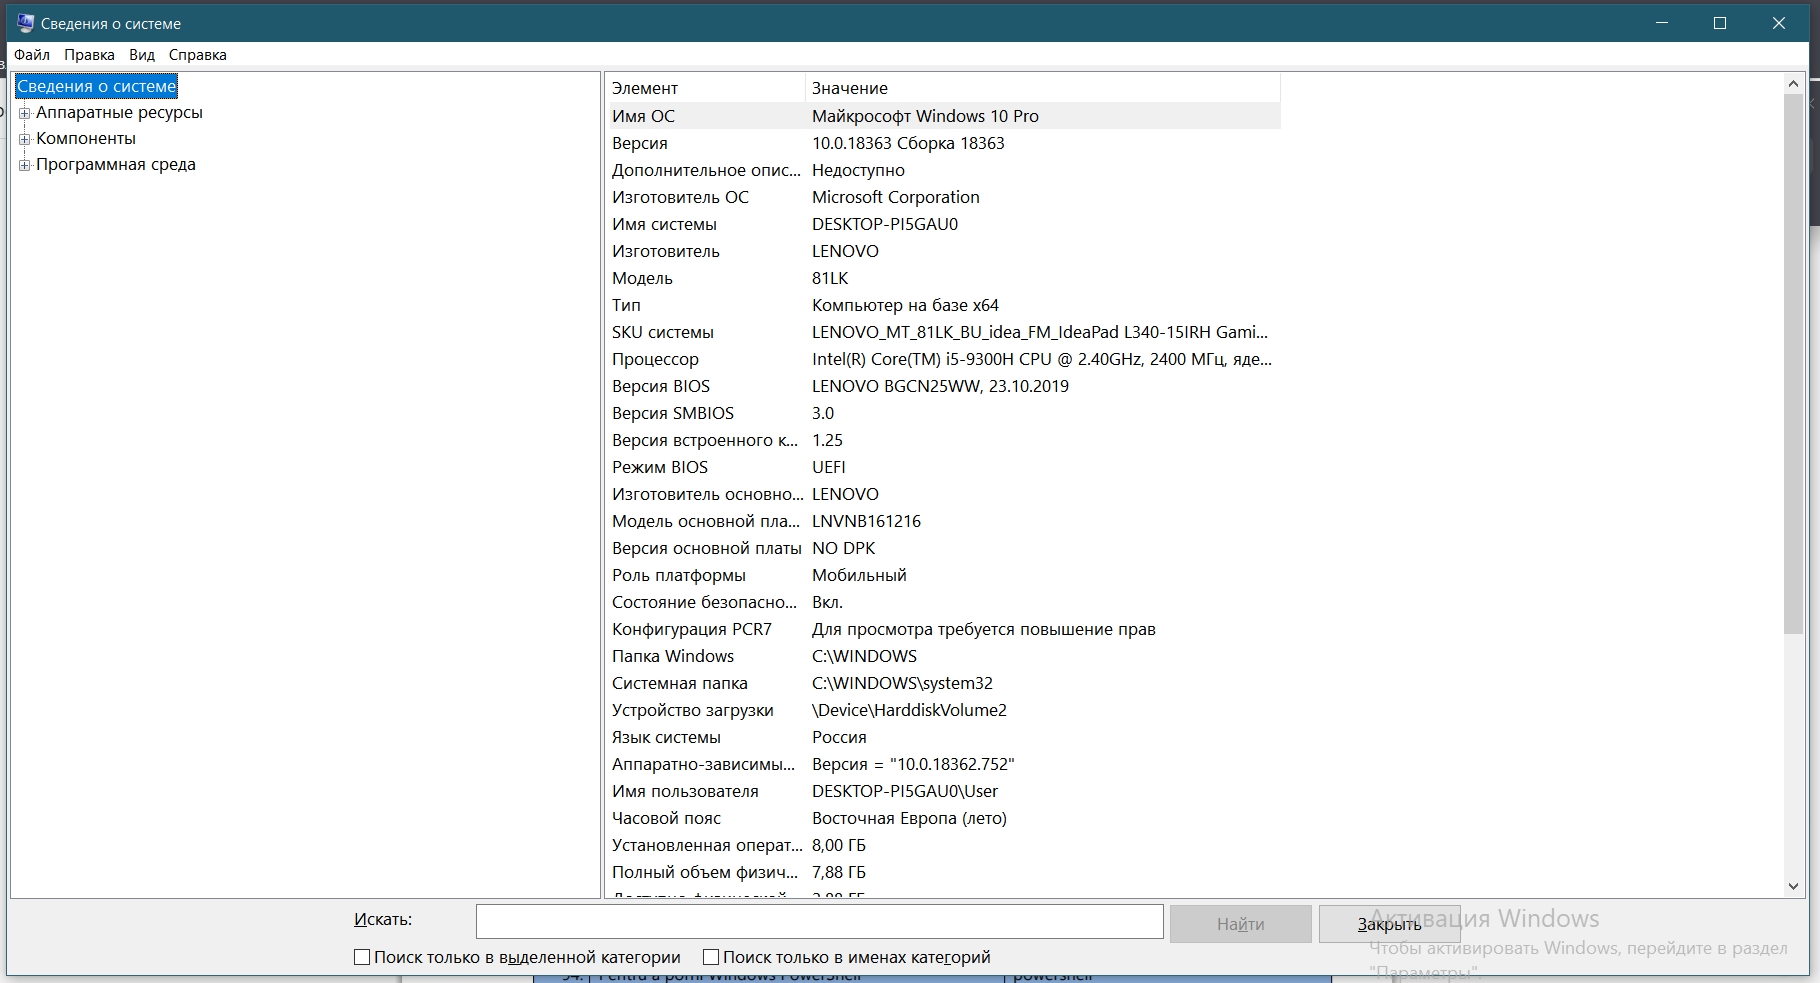 Сведения о системе
Файл Правка Вид Справка
Сведения о системе
Аппаратные ресурсы
Компоненты
Программная среда
Элемент Значение
Имя ОС Майкрософт Windows 10 Pro
Версия 10.0.18363 Сборка 18363
Дополнительное опис... Недоступно
Изготовитель ОС Microsoft Corporation
Имя системы DESKTOP-PI5GAU0
Изготовитель LENOVO
Модель 81LK
Тип Компьютер на базе x64
SKU системы LENOVO_MT_81LK_BU_idea_FM_IdeaPad L340-15IRH Gami...
Процессор Intel(R) Core(TM) i5-9300H CPU @ 2.40GHz, 2400 МГц, яде...
Версия BIOS LENOVO BGCN25WW, 23.10.2019
Версия SMBIOS 3.0
Версия встроенного к... 1.25
Режим BIOS UEFI
Изготовитель основно... LENOVO
Модель основной пла... LNVNB161216
Версия основной платы NO DPK
Роль платформы Мобильный
Состояние безопасно... Вкл.
Конфигурация PCR7 Для просмотра требуется повышение прав
Папка Windows C:\WINDOWS
Системная папка C:\WINDOWS\system32
Устройство загрузки \Device\HarddiskVolume2
Язык системы Россия
Аппаратно-зависимы... Версия = "10.0.18362.752"
Имя пользователя DESKTOP-PI5GAU0\User
Часовой пояс Восточная Европа (лето)
Установленная операт... 8,00 ГБ
Полный объем физич... 7,88 ГБ
Искать: Найти Закрыть
Поиск только в выделенной категории Поиск только в именах категорий
Активация Windows
Чтобы активировать Windows, перейдите в раздел
"Параметры".
Windows PowerShell powershell